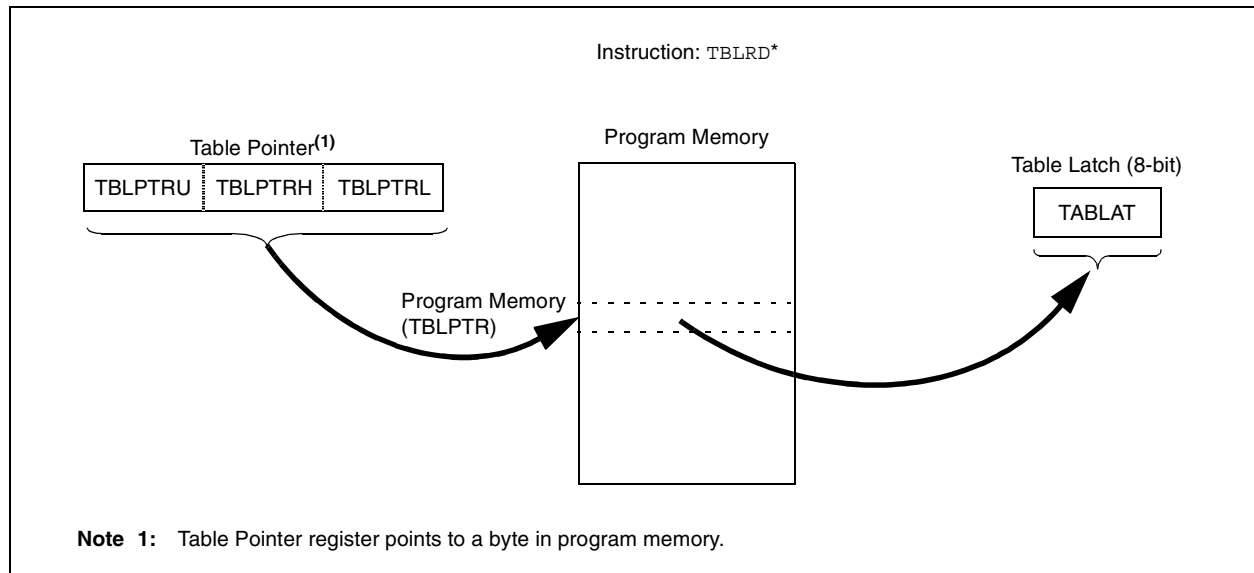 Instruction: TBLRD*
Table Pointer(1)
TBLPTRU TBLPTRH TBLPTRL
Program Memory
Table Latch (8-bit)
TABLAT
Program Memory
(TBLPTR)
Note 1: Table Pointer register points to a byte in program memory.